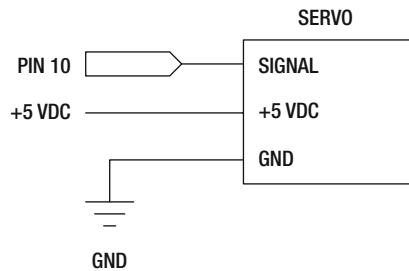 SERVO
PIN 10
SIGNAL
+5 VDC
+5 VDC
GND
GND